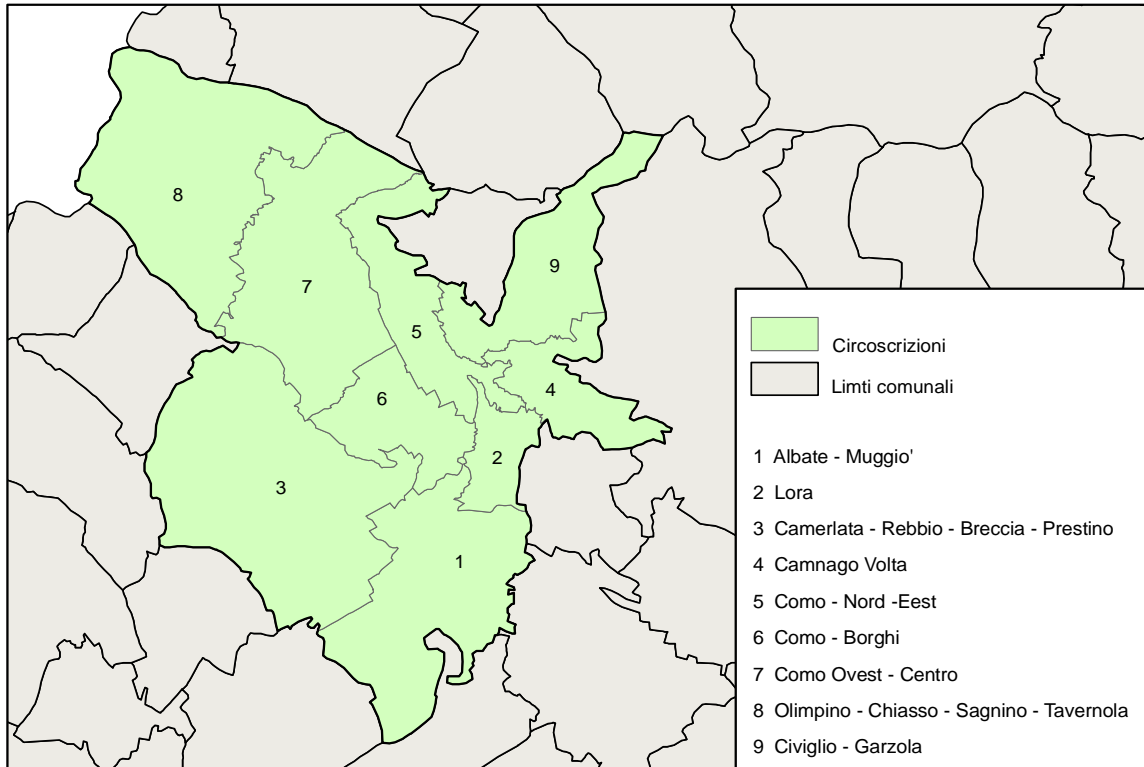 8
9
7
5
4
6
2
3
1
Circoscrizioni
Limti comunali
1 Albate - Muggio'
2 Lora
3 Camerlata - Rebbio - Breccia - Prestino
4 Camnago Volta
5 Como - Nord -Eest
6 Como - Borghi
7 Como Ovest - Centro
8 Olimpino - Chiasso - Sagnino - Tavernola
9 Civiglio - Garzola